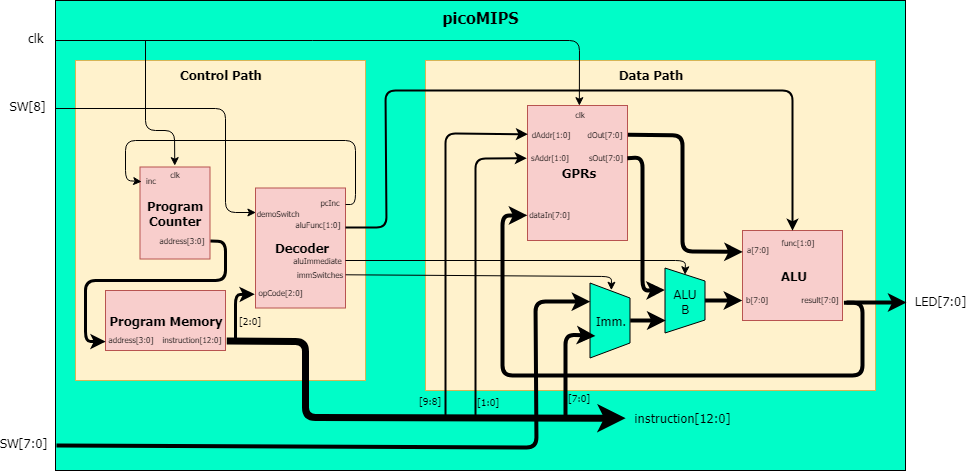 picoMIPS
clk
Control Path
Data Path
SW[8]
clk
dAddr[1:0]
dOut[7:0]
sAddr[1:0]
sOut[7:0]
GPRs
dataIn[7:0]
clk
inc
Program
Counter
address[3:0]
pcInc
demoSwitch
aluFunc[1:0]
Decoder
aluImmediate
immSwitches
opCode[2:0]
func[1:0]
a[7:0]
ALU
b[7:0]
result[7:0]
LED[7:0]
ALU
B
Imm.
Program Memory
address[3:0]
instruction[12:0]
[2:0]
[9:8]
[1:0]
[7:0]
instruction[12:0]
SW[7:0]